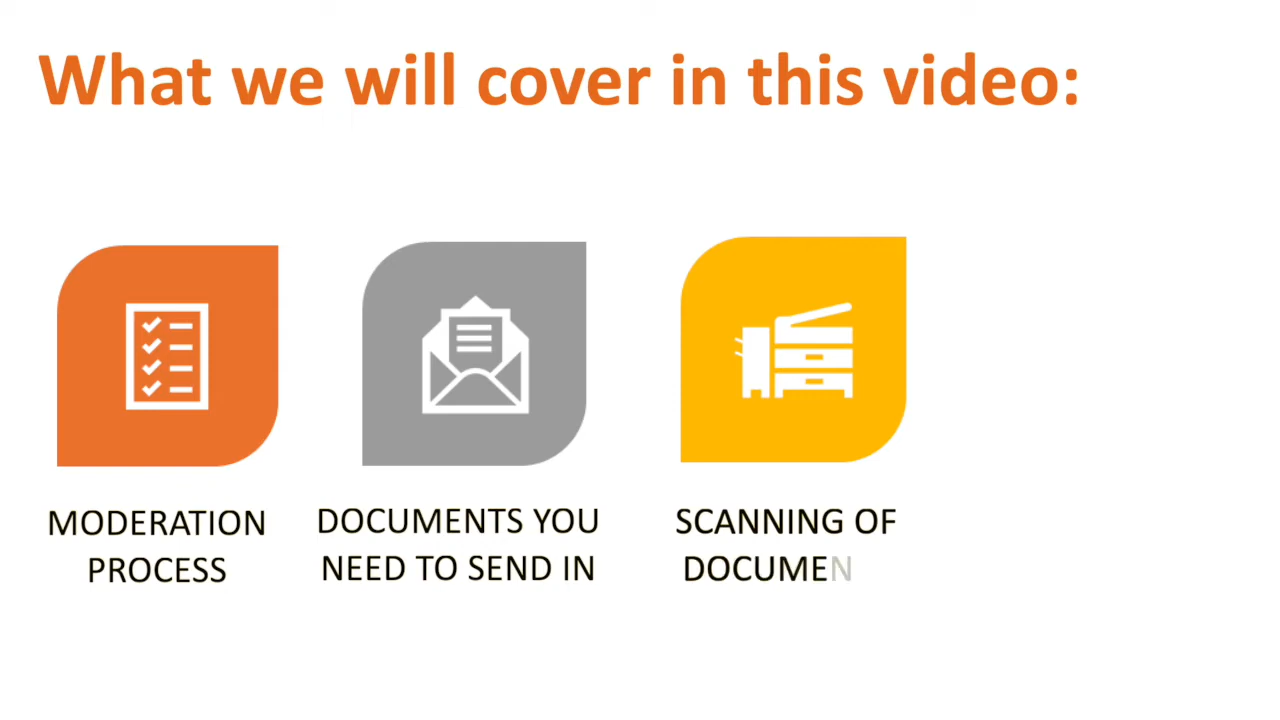 What we will cover in this video:
MODERATION
PROCESS
DOCUMENTS YOU
NEED TO SEND IN
SCANNING OF
DOCUMEN